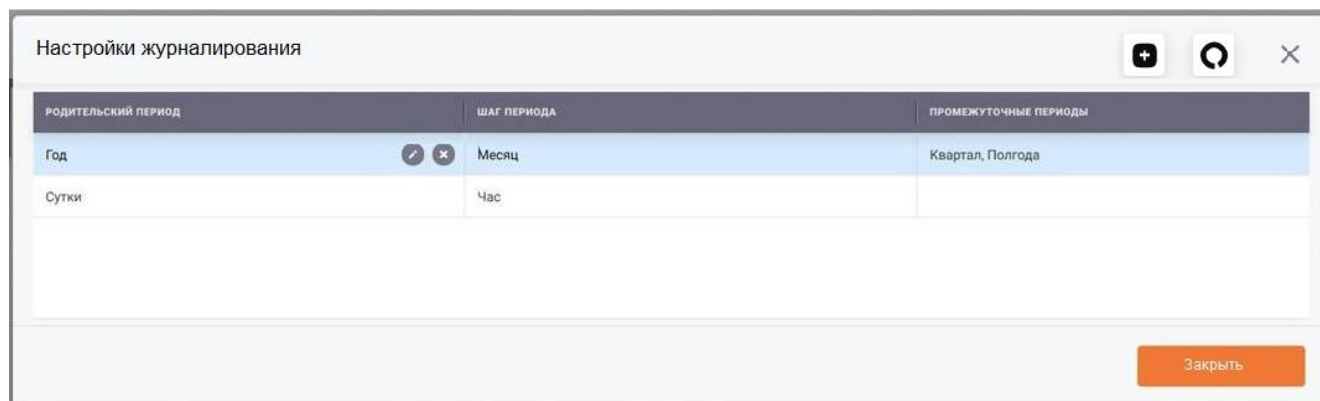 Настройки журналирования
РОДИТЕЛЬСКИЙ ПЕРИОД ШАГ ПЕРИОДА ПРОМЕЖУТОЧНЫЕ ПЕРИОДЫ
Год Месяц Квартал, Полгода
Сутки Час
Закрыть